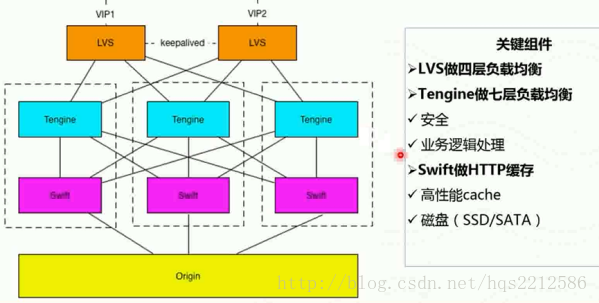 VIP1
VIP2
LVS
keepalived
LVS
Tengine
Tengine
Tengine
Swift
Swift
Swift
Origin
关键组件
➢LVS做四层负载均衡
➢Tengine做七层负载均衡
✓ 安全
✓ 业务逻辑处理
➢Swift做HTTP缓存
✓ 高性能cache
✓ 磁盘（SSD/SATA）
http://blog.csdn.net/hqs2212586